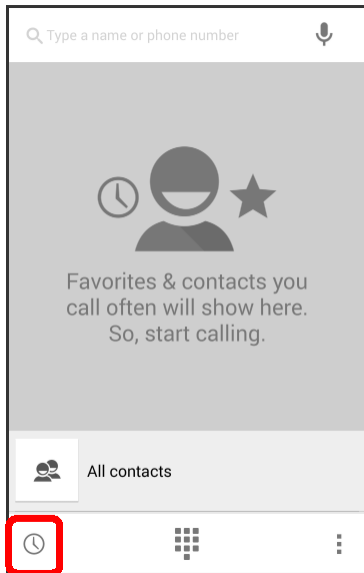 Type a name or phone number
Favorites & contacts you
call often will show here.
So, start calling.
All contacts